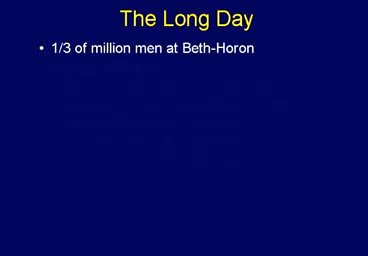 The Long Day
• 1/3 of million men at Beth-Horon